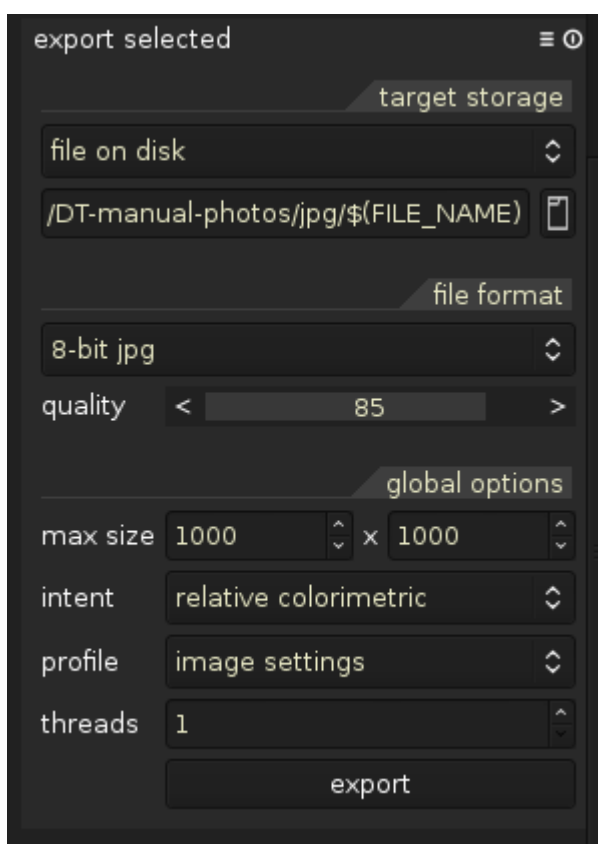 export selected
target storage
file on disk
/DT-manual-photos/jpg/$(FILE_NAME)
file format
8-bit jpg
quality < 85 >
global options
max size 1000 x 1000
intent relative colorimetric
profile image settings
threads 1
export